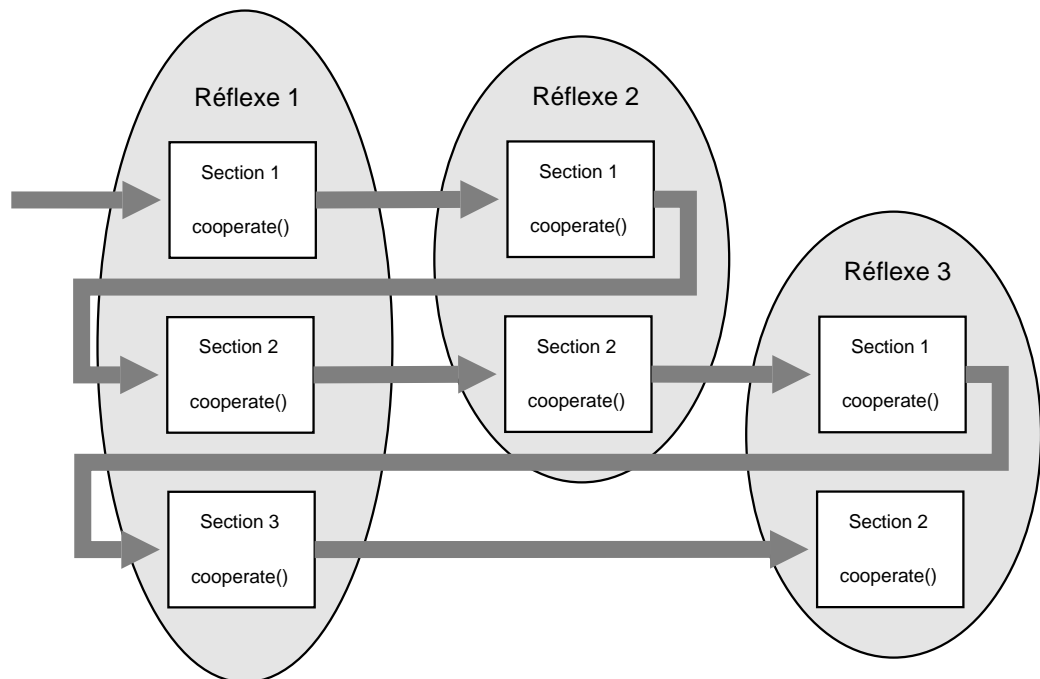 Réflexe 1
Section 1
cooperate()
Section 2
cooperate()
Section 3
cooperate()
Réflexe 2
Section 1
cooperate()
Section 2
cooperate()
Réflexe 3
Section 1
cooperate()
Section 2
cooperate()